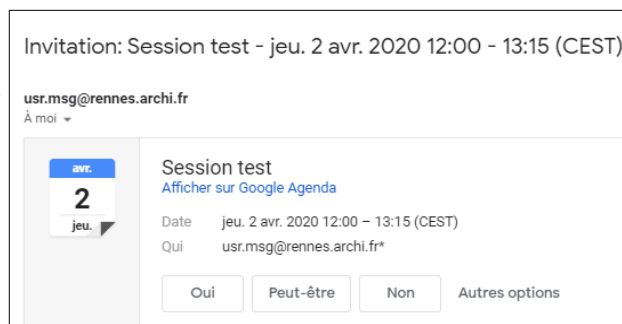 Invitation: Session test - jeu. 2 avr. 2020 12:00 - 13:15 (CEST)
usr.msg@rennes.archi.fr
À moi
avr.
2
jeu.
Session test
Afficher sur Google Agenda
Date jeu. 2 avr. 2020 12:00 – 13:15 (CEST)
Qui usr.msg@rennes.archi.fr*
Oui Peut-être Non Autres options